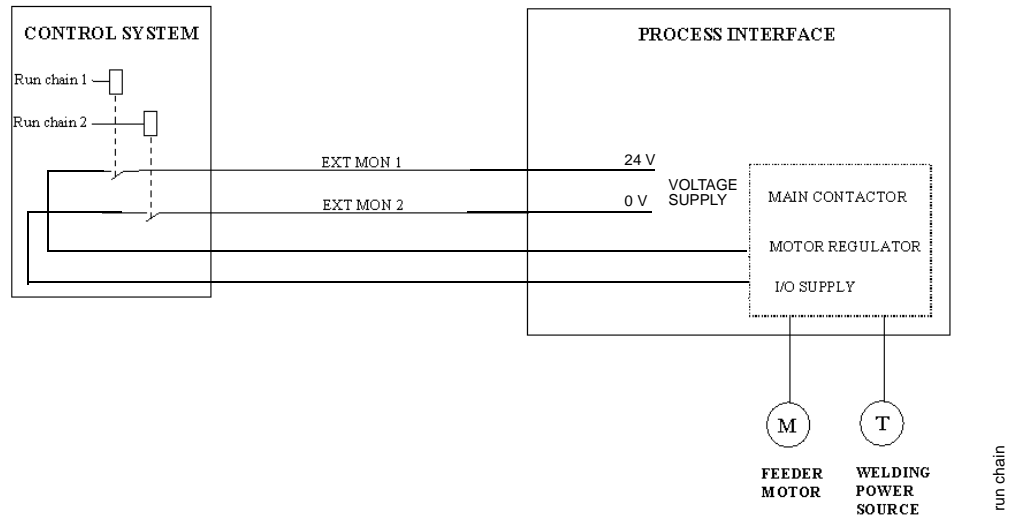 CONTROL SYSTEM
PROCESS INTERFACE
Run chain 1
Run chain 2
EXT MON 1
24 V
VOLTAGE
SUPPLY
EXT MON 2
0 V
MAIN CONTACTOR
MOTOR REGULATOR
I/O SUPPLY
M
T
FEEDER
MOTOR
WELDING
POWER
SOURCE
run chain